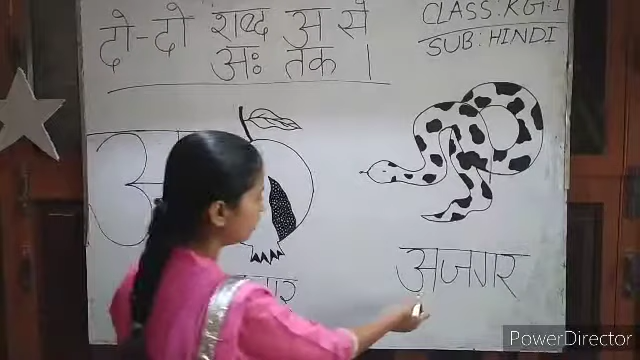 दो-दो शब्द अ से
अः तक ।
CLASS: KG-I
SUB: HINDI
अजगर
PowerDirector